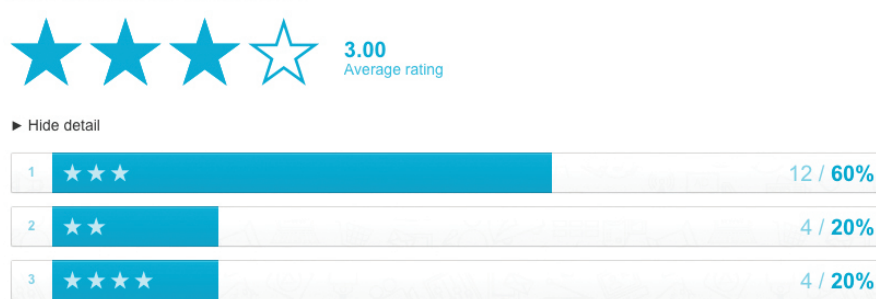 3.00
Average rating
► Hide detail
1 12 / 60%
2 4 / 20%
3 4 / 20%